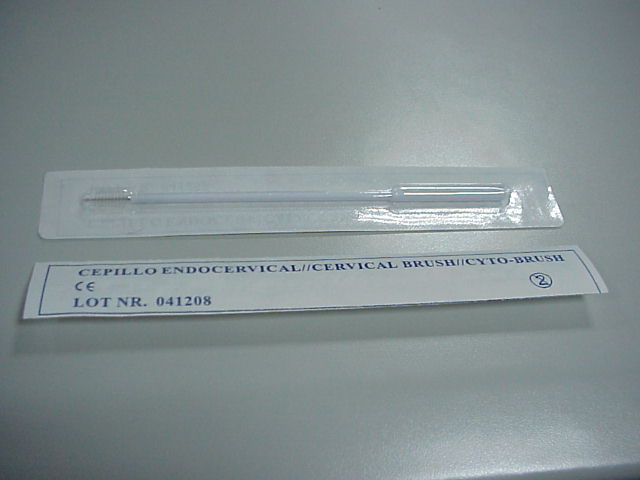 CEPILLO ENDOCERVICAL//CERVICAL BRUSH//CYTO-BRUSH
CE
2
LOT NR. 041208